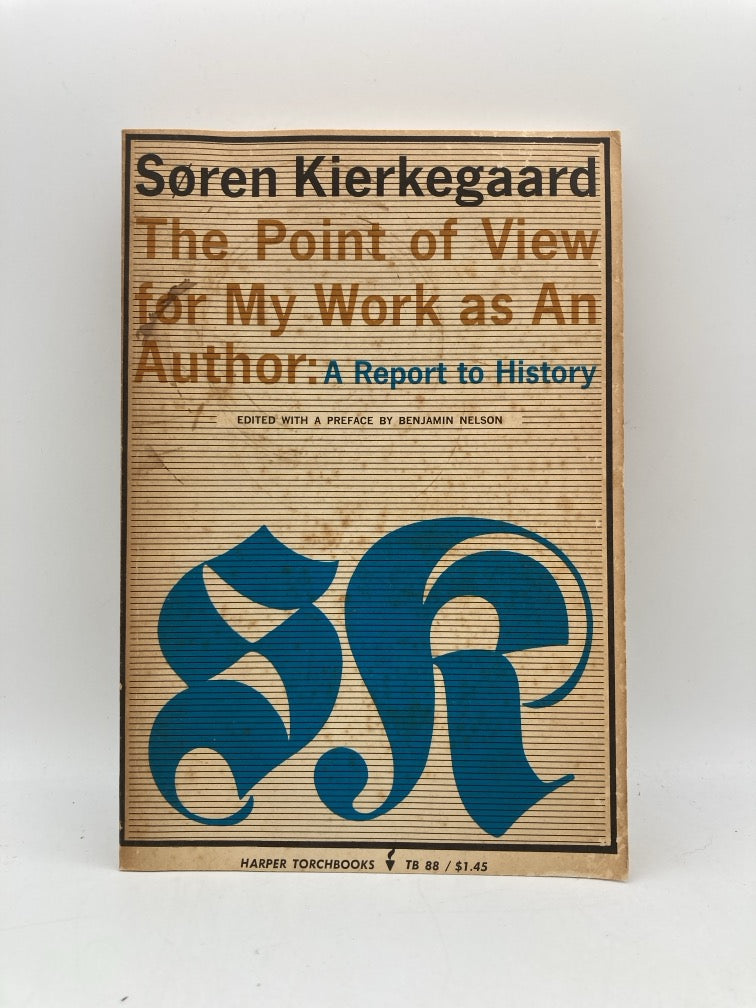 Søren Kierkegaard
The Point of View
for My Work as An
Author: A Report to History
EDITED WITH A PREFACE BY BENJAMIN NELSON
SK
HARPER TORCHBOOKS TB 88 / $1.45